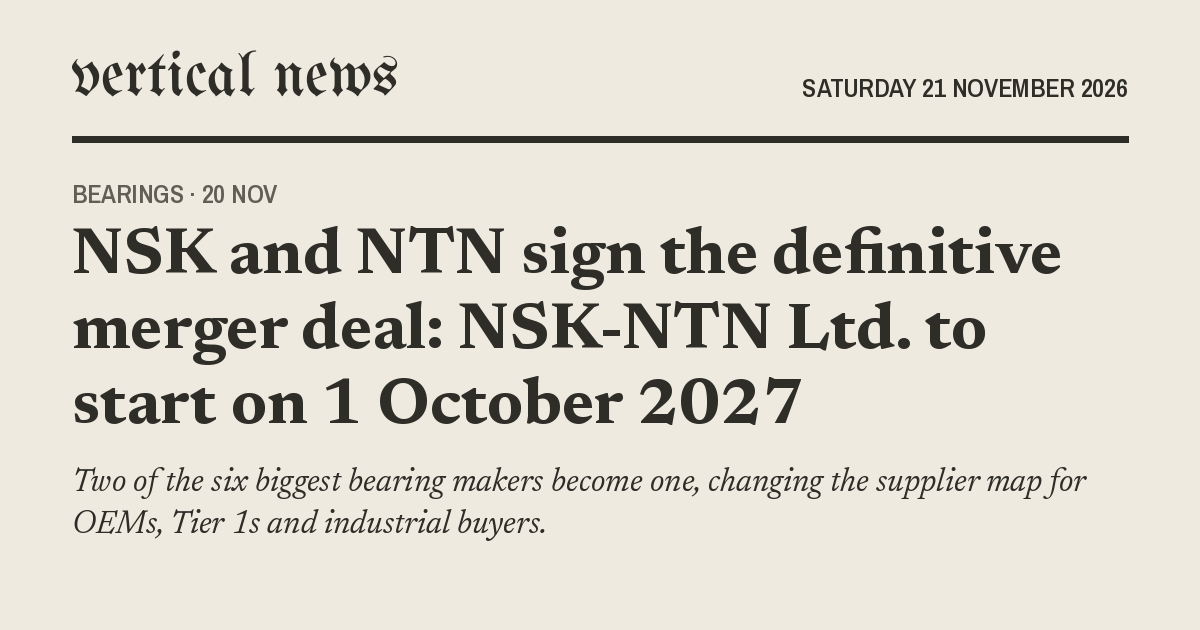 vertical news
SATURDAY 21 NOVEMBER 2026
BEARINGS · 20 NOV
NSK and NTN sign the definitive
merger deal: NSK-NTN Ltd. to
start on 1 October 2027
Two of the six biggest bearing makers become one, changing the supplier map for
OEMs, Tier 1s and industrial buyers.